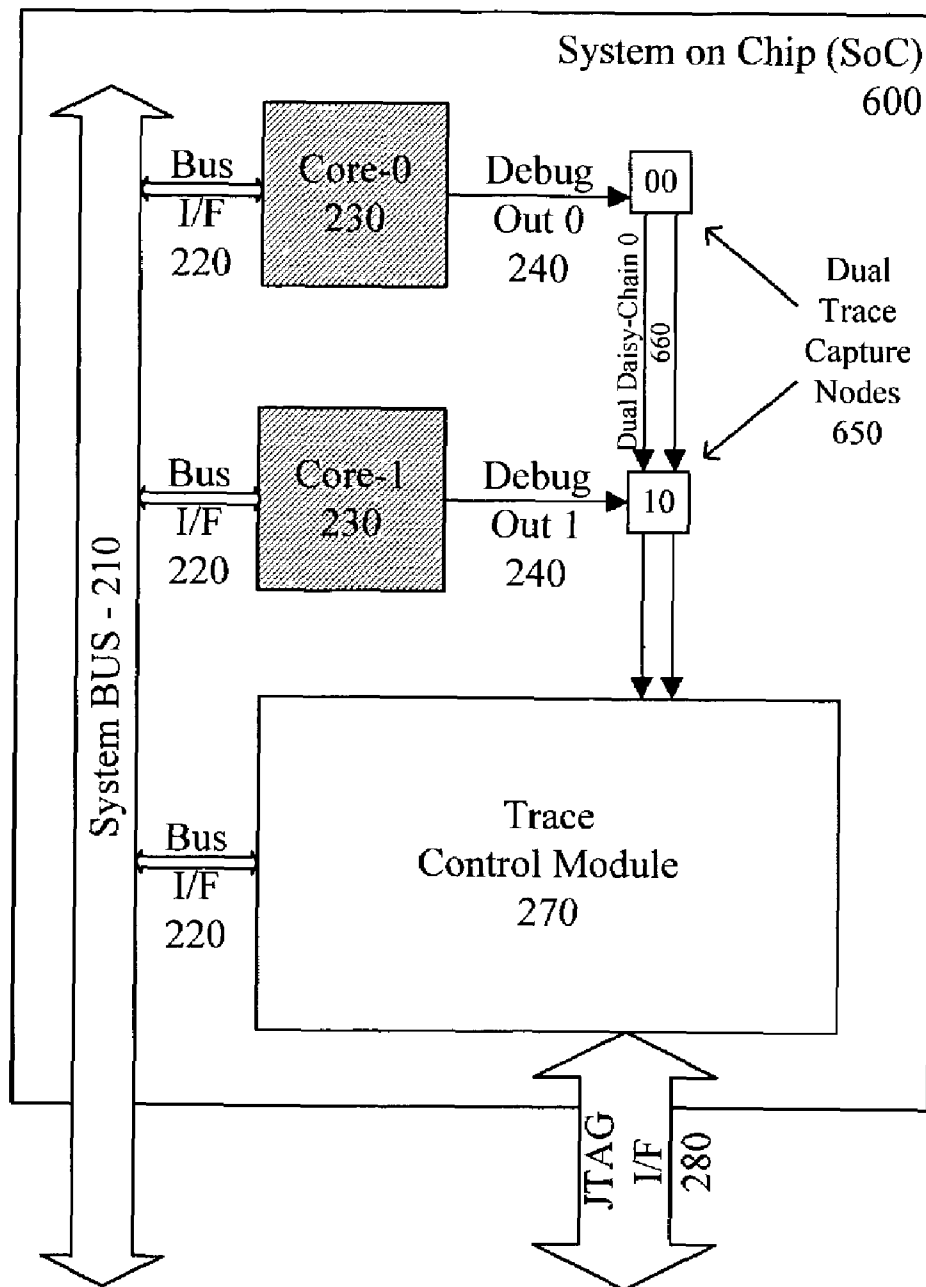 System on Chip (SoC)
600
Bus
I/F
220
Core-0
230
Debug
Out 0
240
00
Dual Daisy-Chain 0
660
Dual
Trace
Capture
Nodes
650
Bus
I/F
220
Core-1
230
Debug
Out 1
240
10
System BUS - 210
Bus
I/F
220
Trace
Control Module
270
JTAG
I/F
280